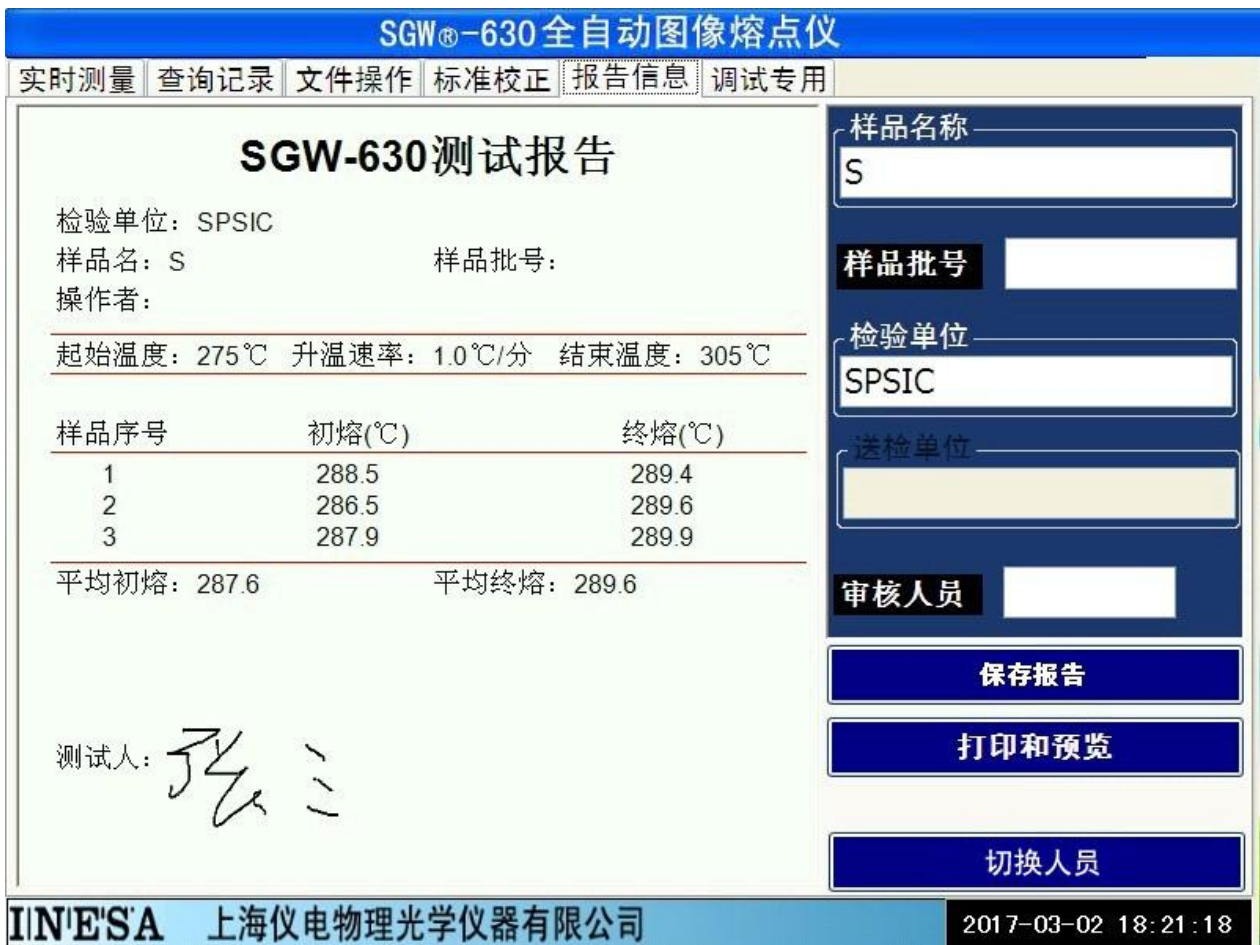 SGW®-630全自动图像熔点仪
实时测量 查询记录 文件操作 标准校正 报告信息 调试专用
SGW-630测试报告
检验单位：SPSIC
样品名：S 样品批号：
操作者：
起始温度：275℃ 升温速率：1.0℃/分 结束温度：305℃
样品序号 初熔(℃) 终熔(℃)
1 288.5 289.4
2 286.5 289.6
3 287.9 289.9
平均初熔：287.6 平均终熔：289.6
测试人：张三
样品名称
S
样品批号
检验单位
SPSIC
送检单位
审核人员
保存报告
打印和预览
切换人员
INESA 上海仪电物理光学仪器有限公司 2017-03-02 18:21:18